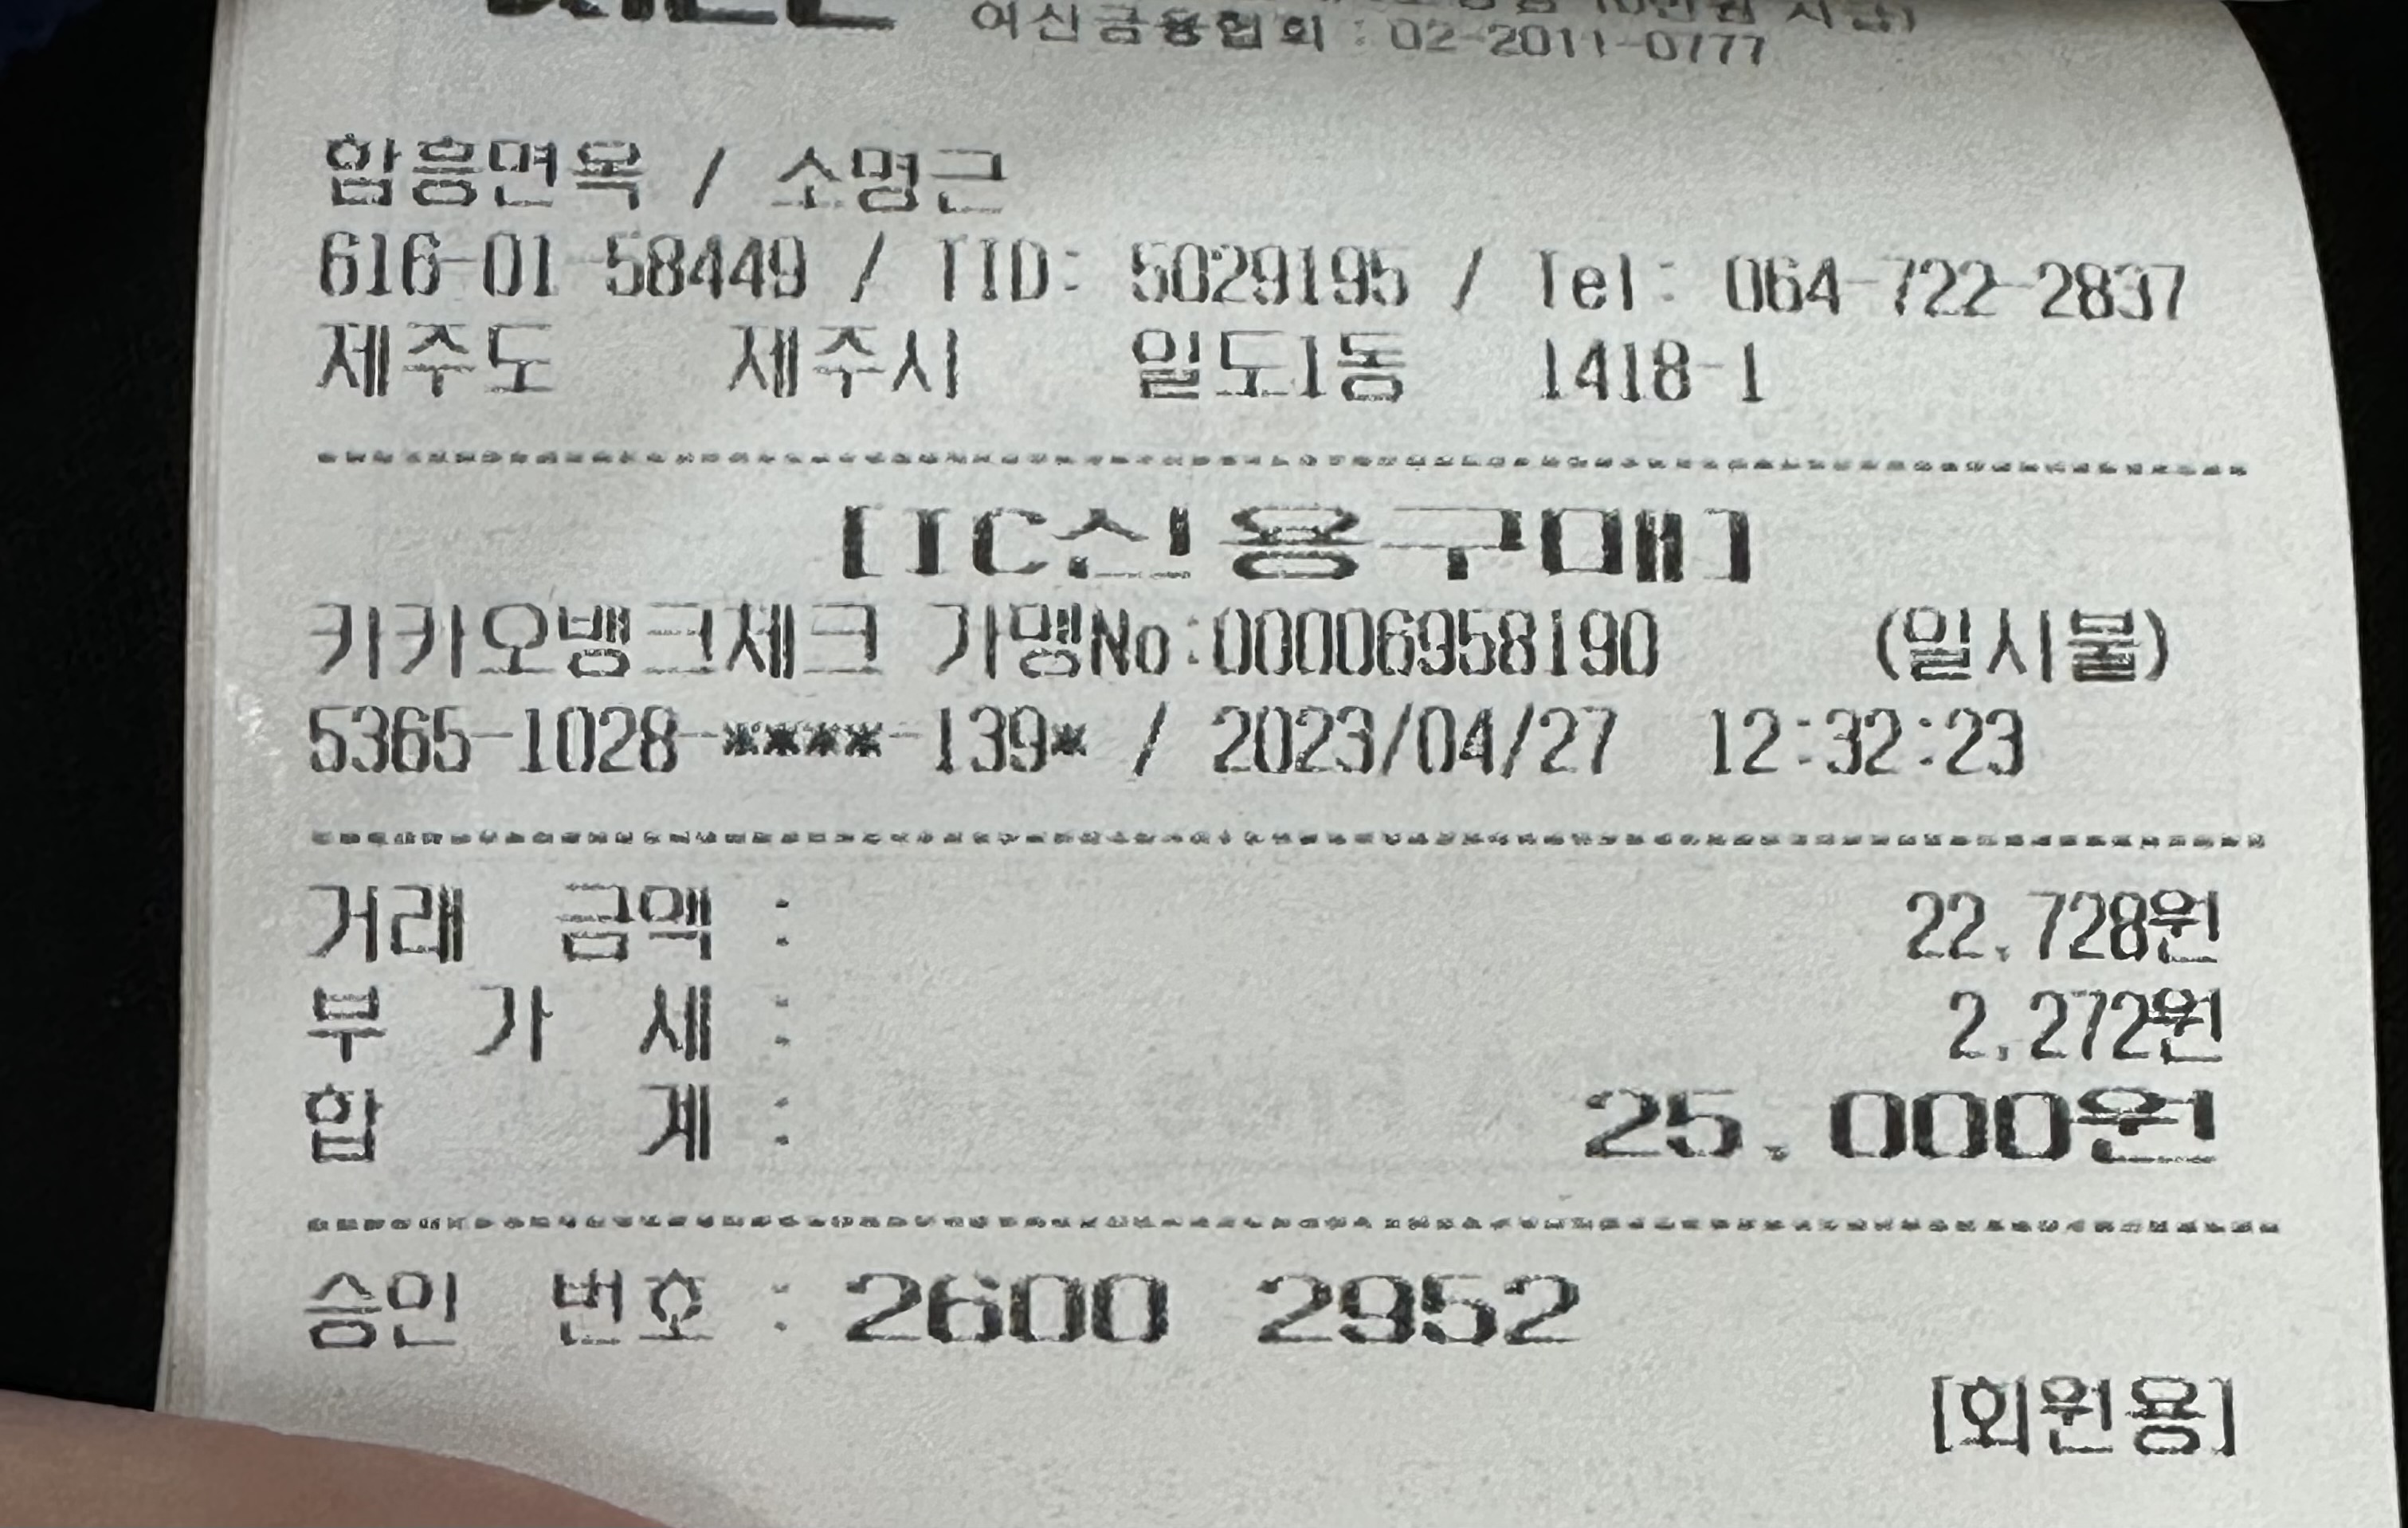 여신금융협회 : 02-2011-0777
함흥면옥 / 소명근
616-01-58449 / TID: 5029195 / Tel: 064-722-2837
제주도 제주시 일도1동 1418-1
[IC신용구매]
카카오뱅크체크 가맹No:00006958190 (일시불)
5365-1028-****-139* / 2023/04/27 12:32:23
거래 금액 : 22,728원
부 가 세 : 2,272원
합 계 : 25,000원
승인 번호 : 2600 2952
[회원용]